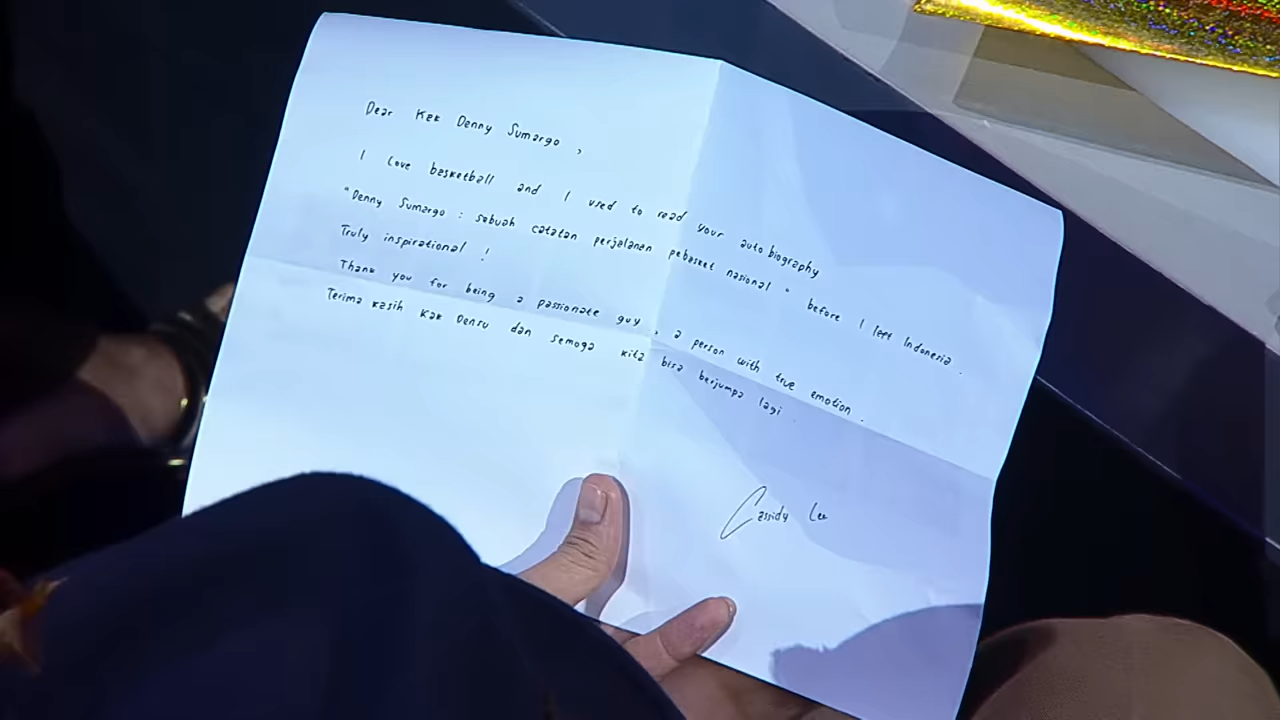 Dear Kak Denny Sumargo,
I love basketball and I used to read your autobiography
"Denny Sumargo : sebuah catatan perjalanan pebasket nasional" before I left Indonesia.
Truly inspirational !
Thank you for being a passionate guy, a person with true emotion.
Terima kasih Kak Densu dan semoga kita bisa berjumpa lagi.
Cassidy Lee